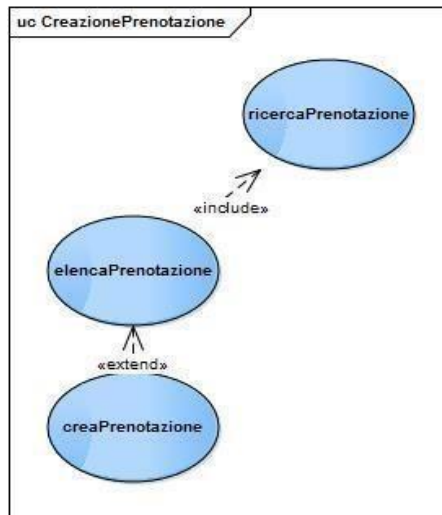 uc CreazionePrenotazione
ricercaPrenotazione
«include»
elencaPrenotazione
«extend»
creaPrenotazione